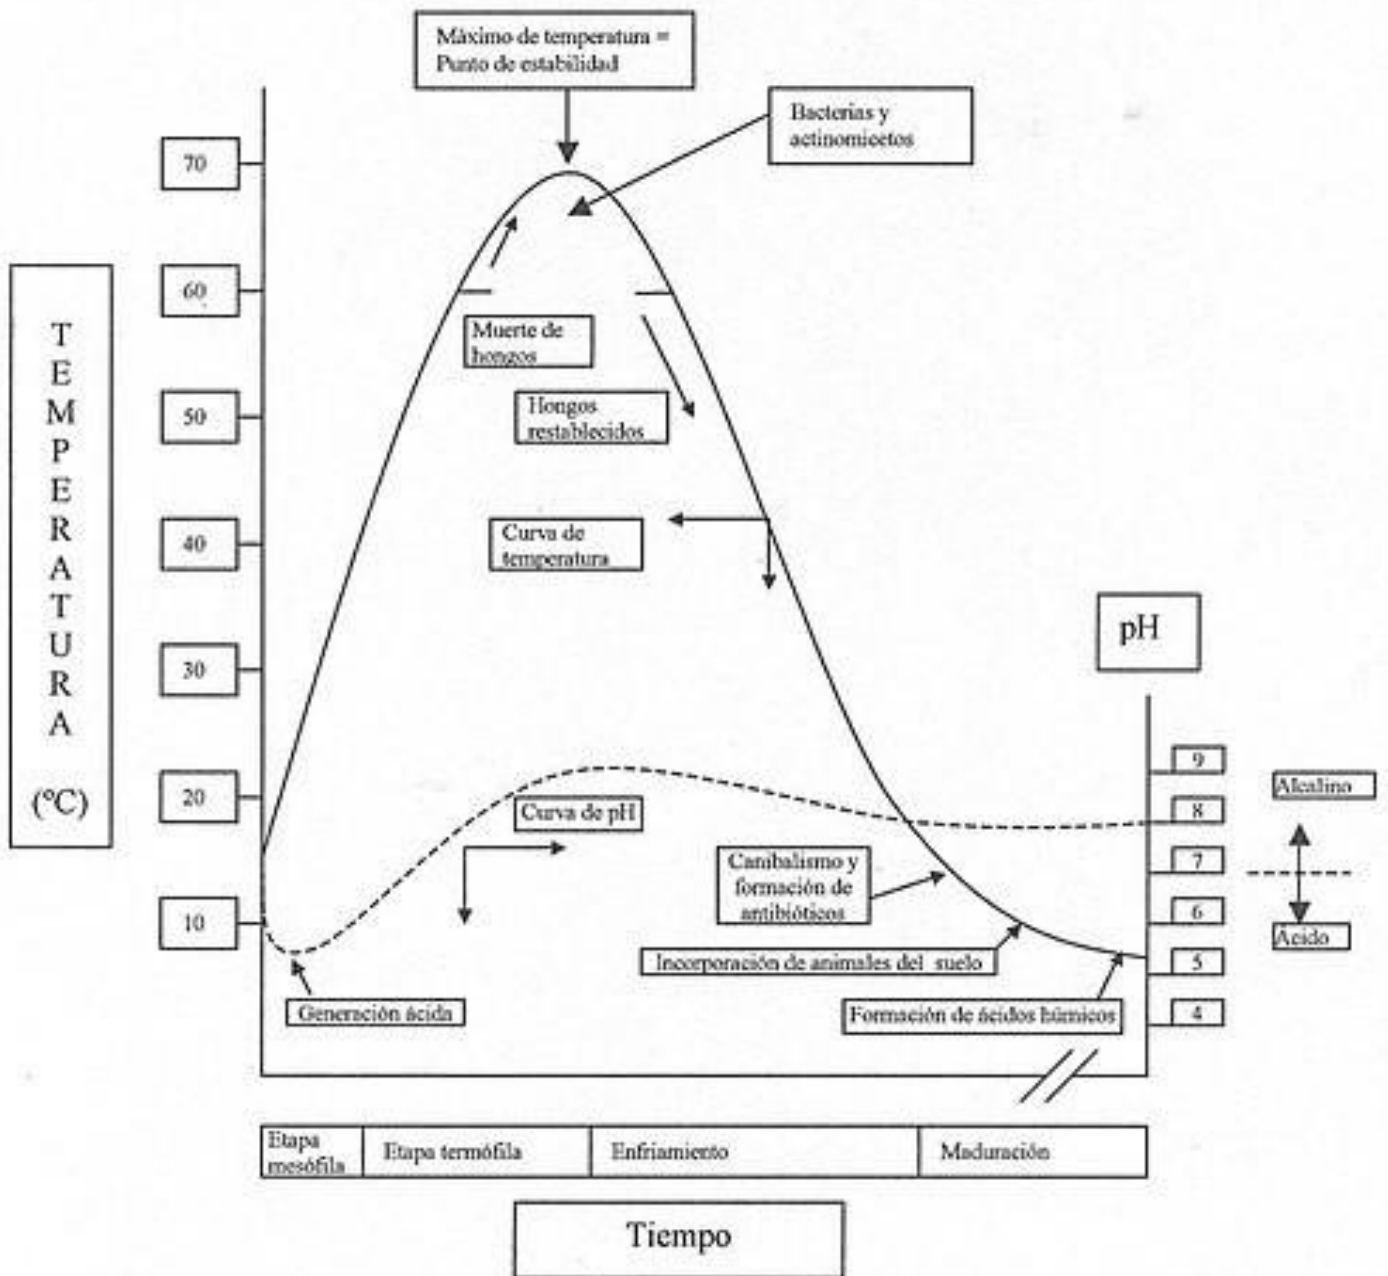 Máximo de temperatura =
Punto de estabilidad
Bacterias y
actinomicetos
70
60
50
40
30
20
10
TEMPERATURA
(ºC)
Muerte de
hongos
Hongos
restablecidos
Curva de
temperatura
pH
Curva de pH
9
8
7
6
5
4
Alcalino
Ácido
Canibalismo y
formación de
antibióticos
Incorporación de animales del suelo
Generación ácida
Formación de ácidos húmicos
Etapa
mesófila
Etapa termófila
Enfriamiento
Maduración
Tiempo